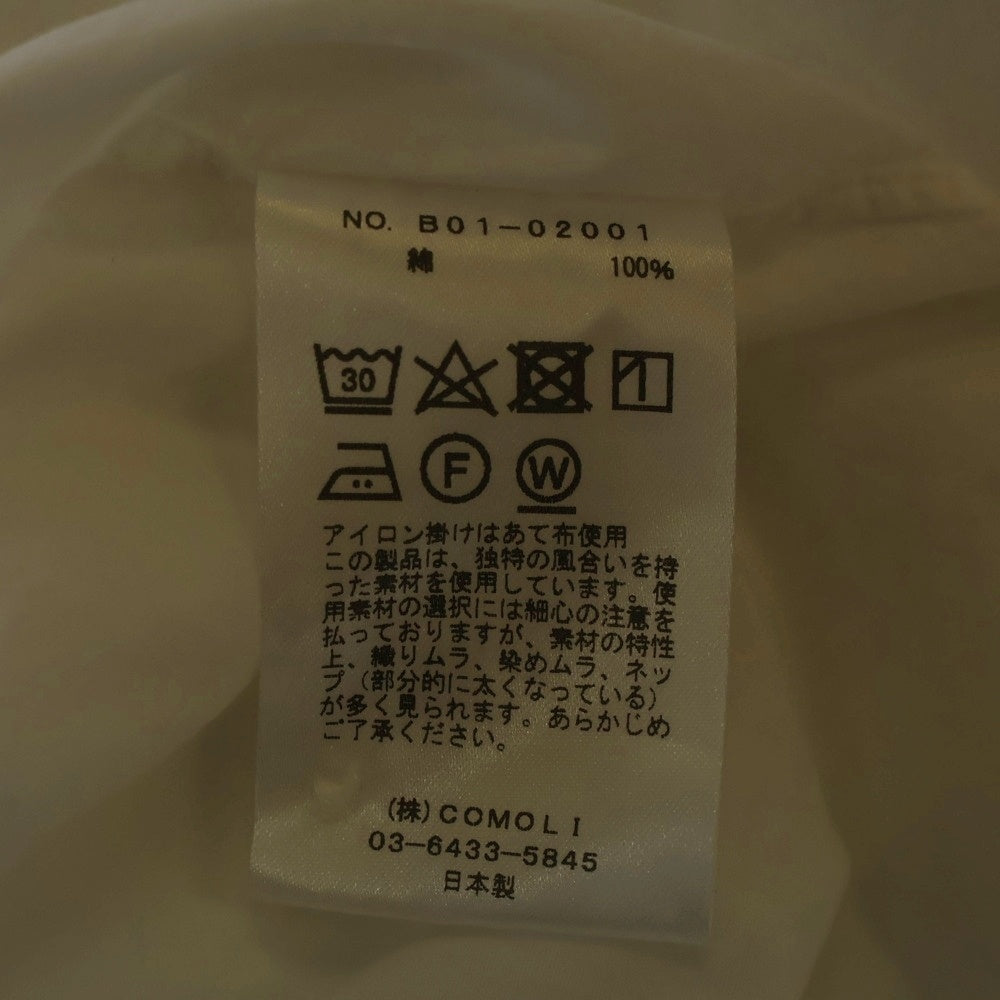 NO. B01-02001
綿 100%
30
F W
アイロン掛けはあて布使用
この製品は、独特の風合いを持
った素材を使用しています。使
用素材の選択には細心の注意を
払っておりますが、素材の特性
上、織りムラ、染めムラ、ネッ
プ（部分的に太くなっている）
が多く見られます。あらかじめ
ご了承ください。
(株)COMOLI
03-6433-5845
日本製